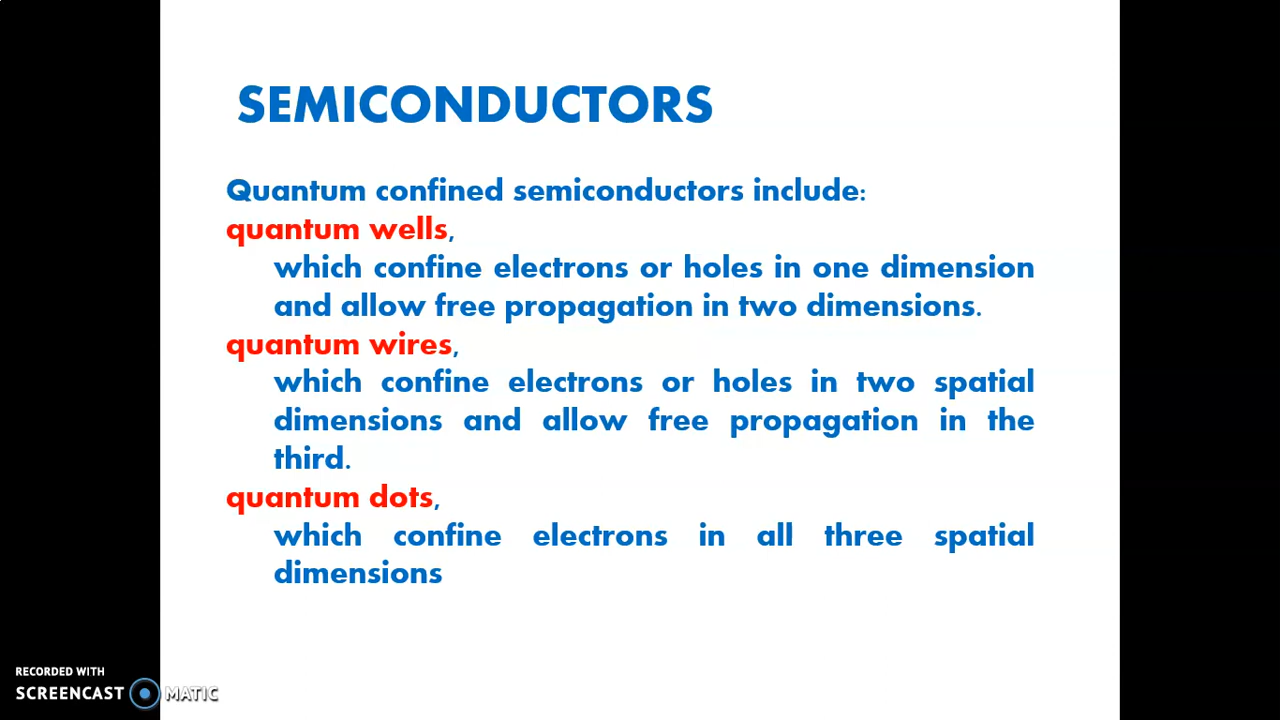 SEMICONDUCTORS
Quantum confined semiconductors include:
quantum wells,
which confine electrons or holes in one dimension
and allow free propagation in two dimensions.
quantum wires,
which confine electrons or holes in two spatial
dimensions and allow free propagation in the
third.
quantum dots,
which confine electrons in all three spatial
dimensions
RECORDED WITH
SCREENCAST MATIC